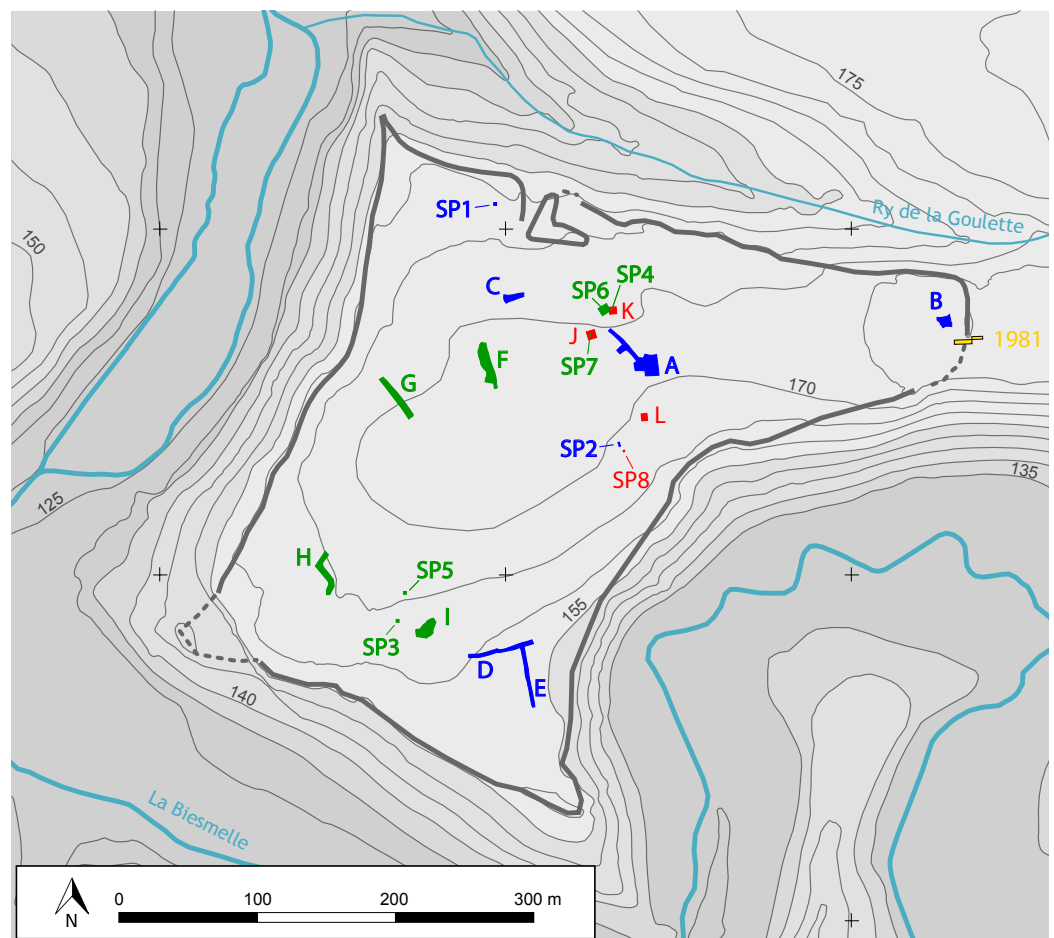 175
Ry de la Goulette
SP1
150
C
SP4
SP6
K
B
J
1981
SP7
F
A
G
170
L
SP2
SP8
135
125
H
SP5
155
I
SP3
D
E
140
La Biesmelle
0 100 200 300 m
N